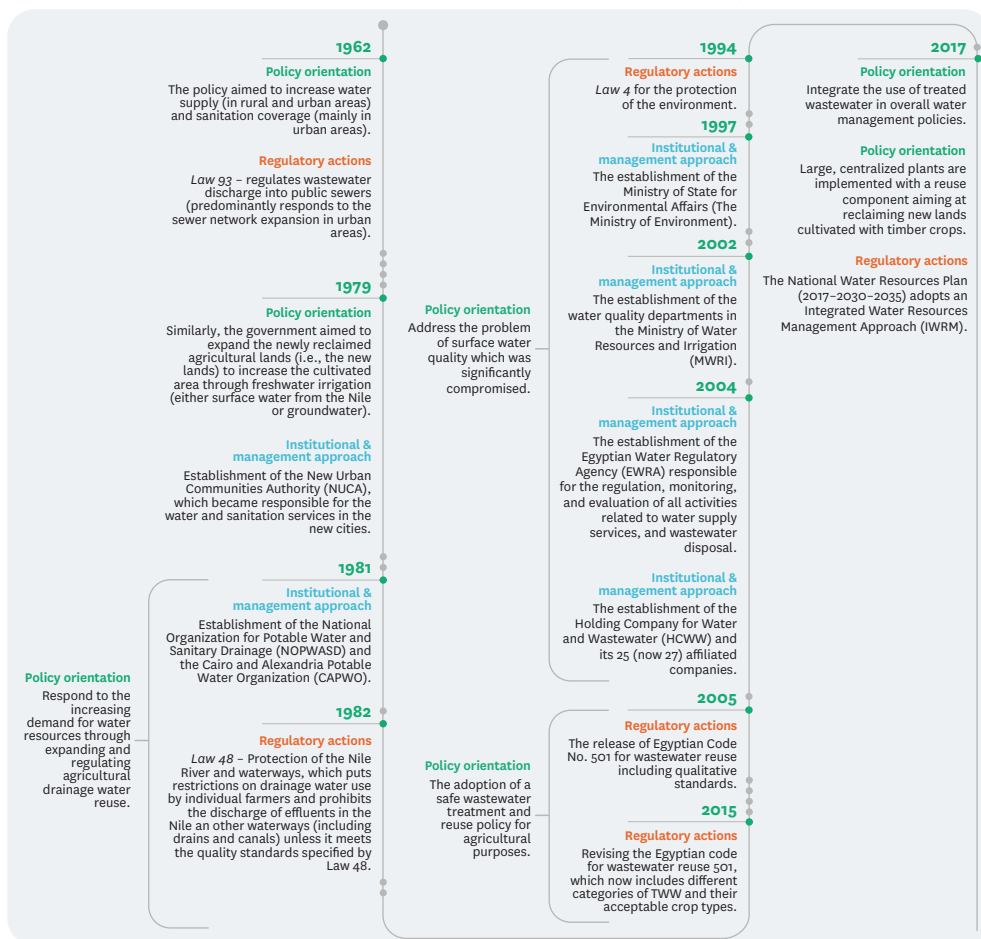 1962
Policy orientation
The policy aimed to increase water
supply (in rural and urban areas)
and sanitation coverage (mainly in
urban areas).
Regulatory actions
Law 93 – regulates wastewater
discharge into public sewers
(predominantly responds to the
sewer network expansion in urban
areas).
1979
Policy orientation
Similarly, the government aimed to
expand the newly reclaimed
agricultural lands (i.e., the new
lands) to increase the cultivated
area through freshwater irrigation
(either surface water from the Nile
or groundwater).
Institutional &
management approach
Establishment of the New Urban
Communities Authority (NUCA),
which became responsible for the
water and sanitation services in the
new cities.
Policy orientation
Respond to the
increasing
demand for water
resources through
expanding and
regulating
agricultural
drainage water
reuse.
1981
Institutional &
management approach
Establishment of the National
Organization for Potable Water and
Sanitary Drainage (NOPWASD) and
the Cairo and Alexandria Potable
Water Organization (CAPWO).
1982
Regulatory actions
Law 48 – Protection of the Nile
River and waterways, which puts
restrictions on drainage water use
by individual farmers and prohibits
the discharge of effluents in the
Nile an other waterways (including
drains and canals) unless it meets
the quality standards specified by
Law 48.
Policy orientation
Address the problem
of surface water
quality which was
significantly
compromised.
1994
Regulatory actions
Law 4 for the protection
of the environment.
1997
Institutional &
management approach
The establishment of the
Ministry of State for
Environmental Affairs (The
Ministry of Environment).
2002
Institutional &
management approach
The establishment of the
water quality departments in
the Ministry of Water
Resources and Irrigation
(MWRI).
2004
Institutional &
management approach
The establishment of the
Egyptian Water Regulatory
Agency (EWRA) responsible
for the regulation, monitoring,
and evaluation of all activities
related to water supply
services, and wastewater
disposal.
Institutional &
management approach
The establishment of the
Holding Company for Water
and Wastewater (HCWW) and
its 25 (now 27) affiliated
companies.
Policy orientation
The adoption of a
safe wastewater
treatment and
reuse policy for
agricultural
purposes.
2005
Regulatory actions
The release of Egyptian Code
No. 501 for wastewater reuse
including qualitative
standards.
2015
Regulatory actions
Revising the Egyptian code
for wastewater reuse 501,
which now includes different
categories of TWW and their
acceptable crop types.
2017
Policy orientation
Integrate the use of treated
wastewater in overall water
management policies.
Policy orientation
Large, centralized plants are
implemented with a reuse
component aiming at
reclaiming new lands
cultivated with timber crops.
Regulatory actions
The National Water Resources Plan
(2017–2030–2035) adopts an
Integrated Water Resources
Management Approach (IWRM).